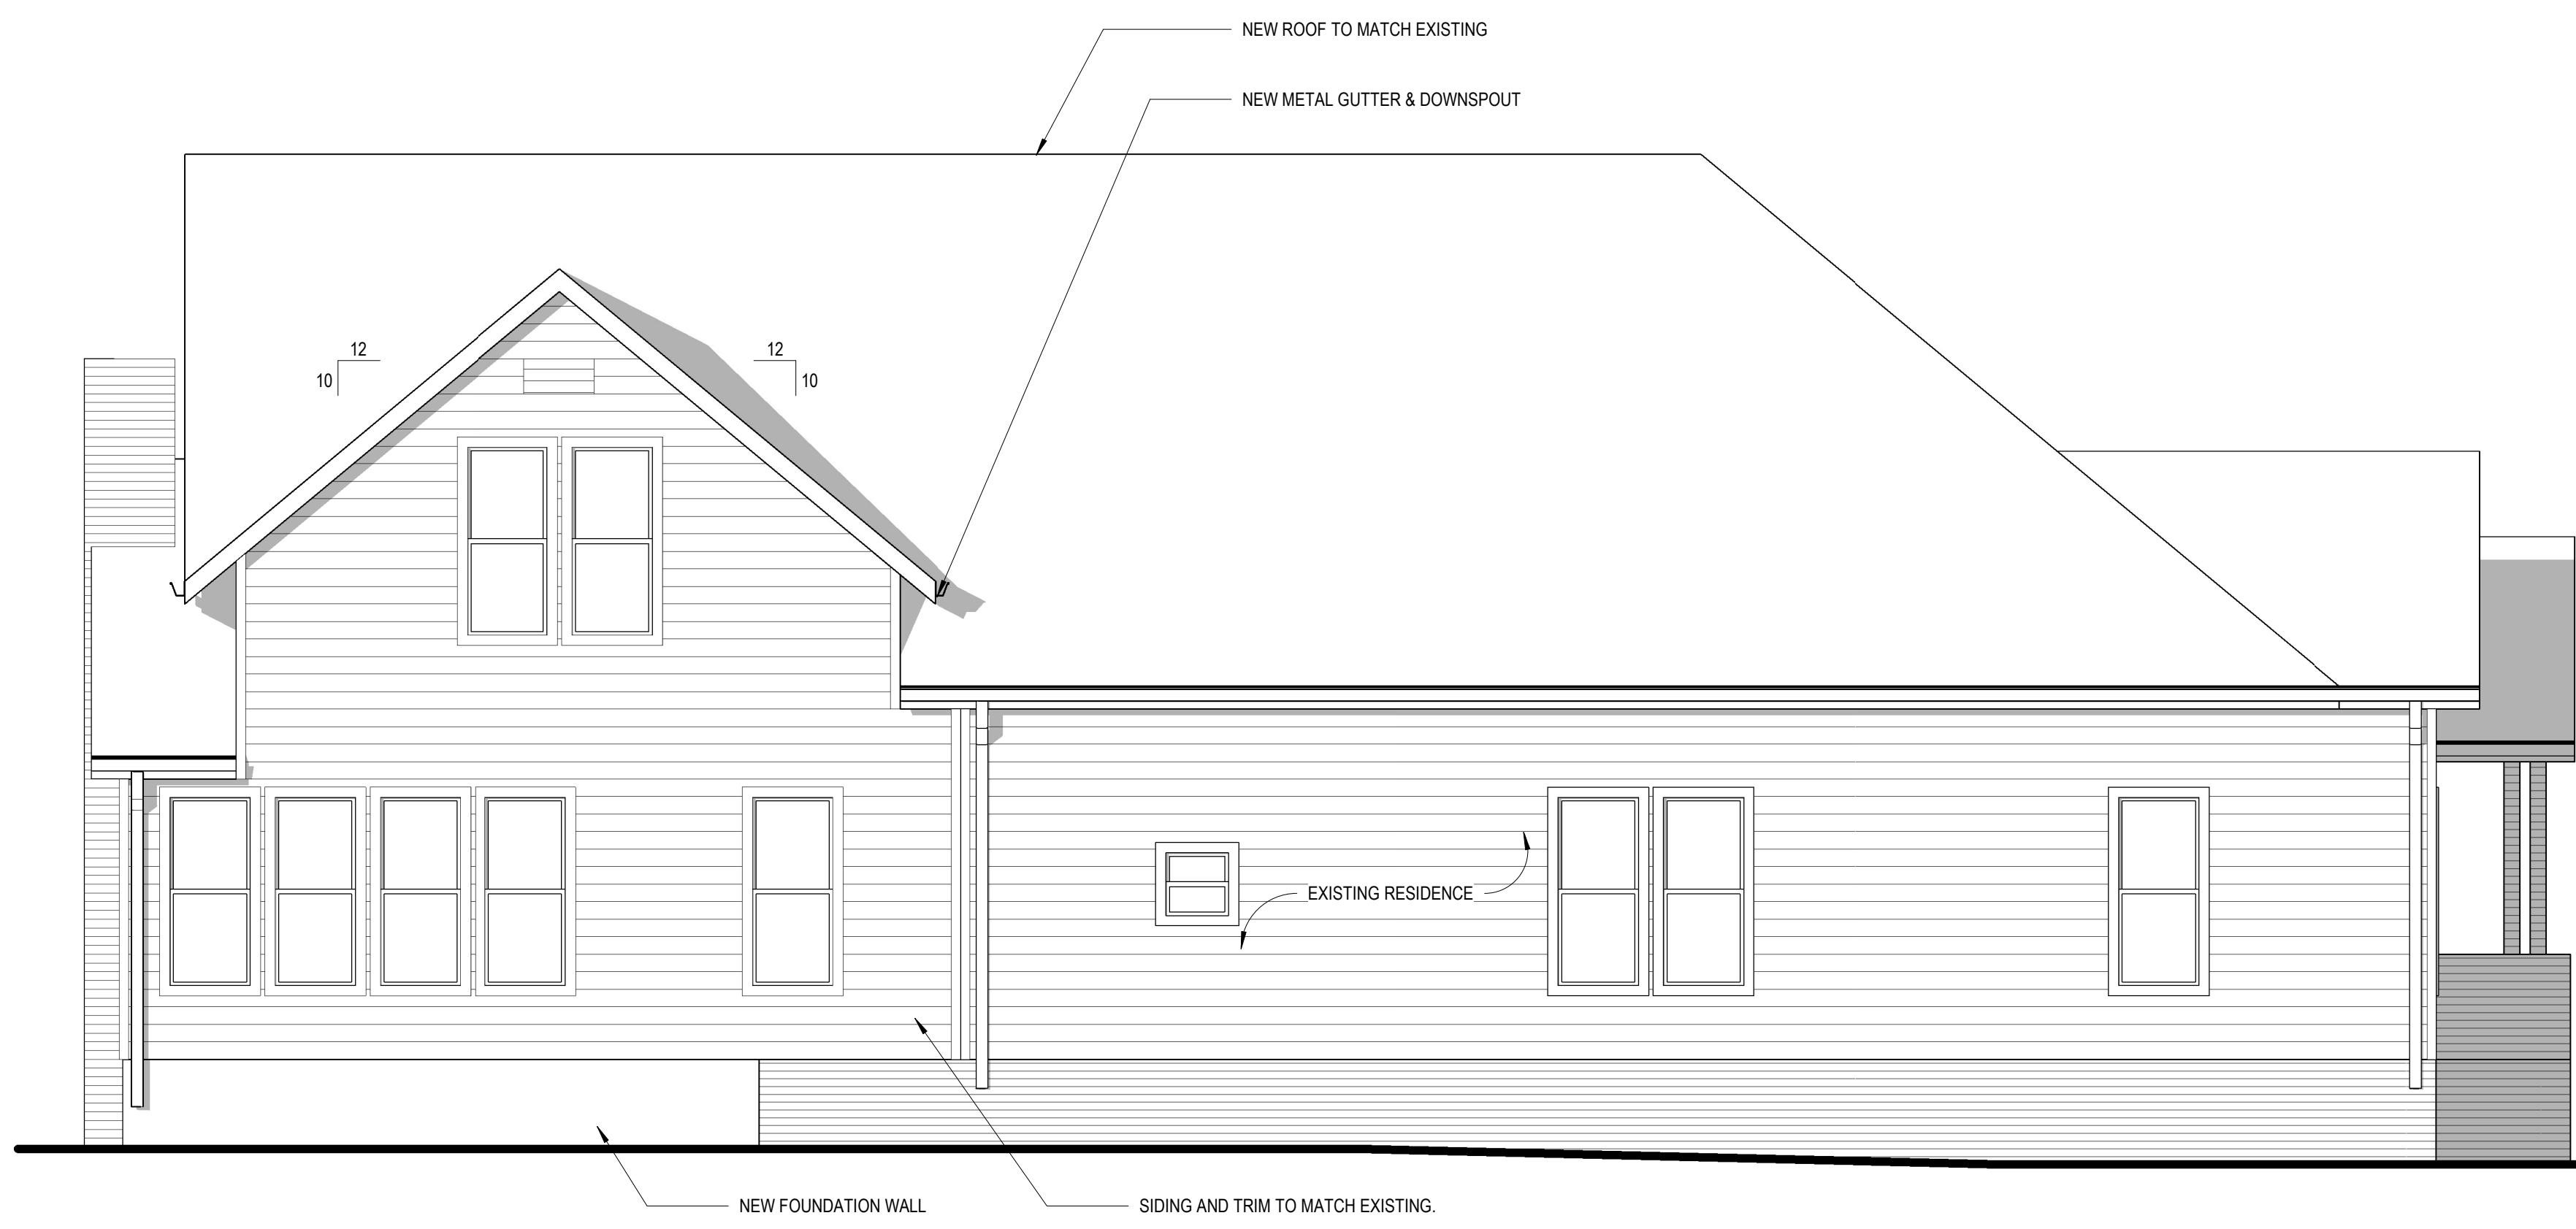 NEW ROOF TO MATCH EXISTING
NEW METAL GUTTER & DOWNSPOUT
12
10
12
10
EXISTING RESIDENCE
NEW FOUNDATION WALL
SIDING AND TRIM TO MATCH EXISTING.